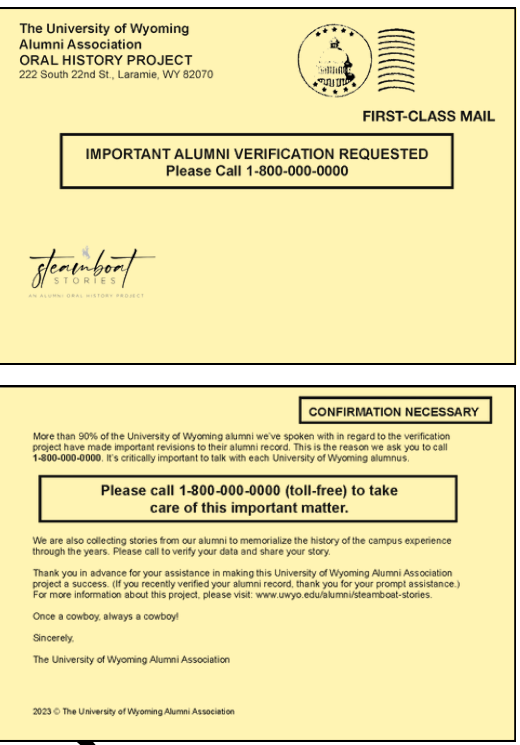 The University of Wyoming
Alumni Association
ORAL HISTORY PROJECT
222 South 22nd St., Laramie, WY 82070
FIRST-CLASS MAIL
IMPORTANT ALUMNI VERIFICATION REQUESTED
Please Call 1-800-000-0000
steamboat
STORIES
AN ALUMNI ORAL HISTORY PROJECT
CONFIRMATION NECESSARY
More than 90% of the University of Wyoming alumni we've spoken with in regard to the verification
project have made important revisions to their alumni record. This is the reason we ask you to call
1-800-000-0000. It's critically important to talk with each University of Wyoming alumnus.
Please call 1-800-000-0000 (toll-free) to take
care of this important matter.
We are also collecting stories from our alumni to memorialize the history of the campus experience
through the years. Please call to verify your data and share your story.
Thank you in advance for your assistance in making this University of Wyoming Alumni Association
project a success. (If you recently verified your alumni record, thank you for your prompt assistance.)
For more information about this project, please visit: www.uwyo.edu/alumni/steamboat-stories.
Once a cowboy, always a cowboy!
Sincerely,
The University of Wyoming Alumni Association
2023 © The University of Wyoming Alumni Association